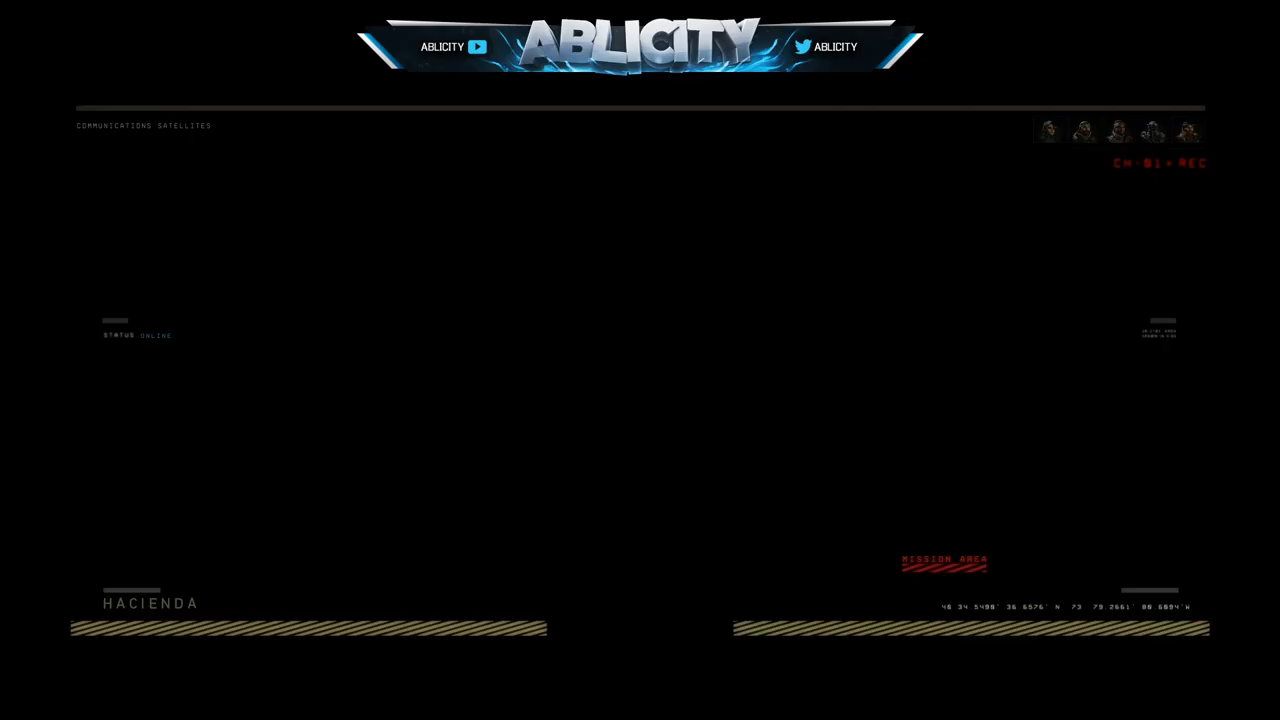 ABLICITY
ABLICITY
ABLICITY
COMMUNICATIONS SATELLITES
CH-01 REC
STATUS ONLINE
MISSION AREA
HACIENDA